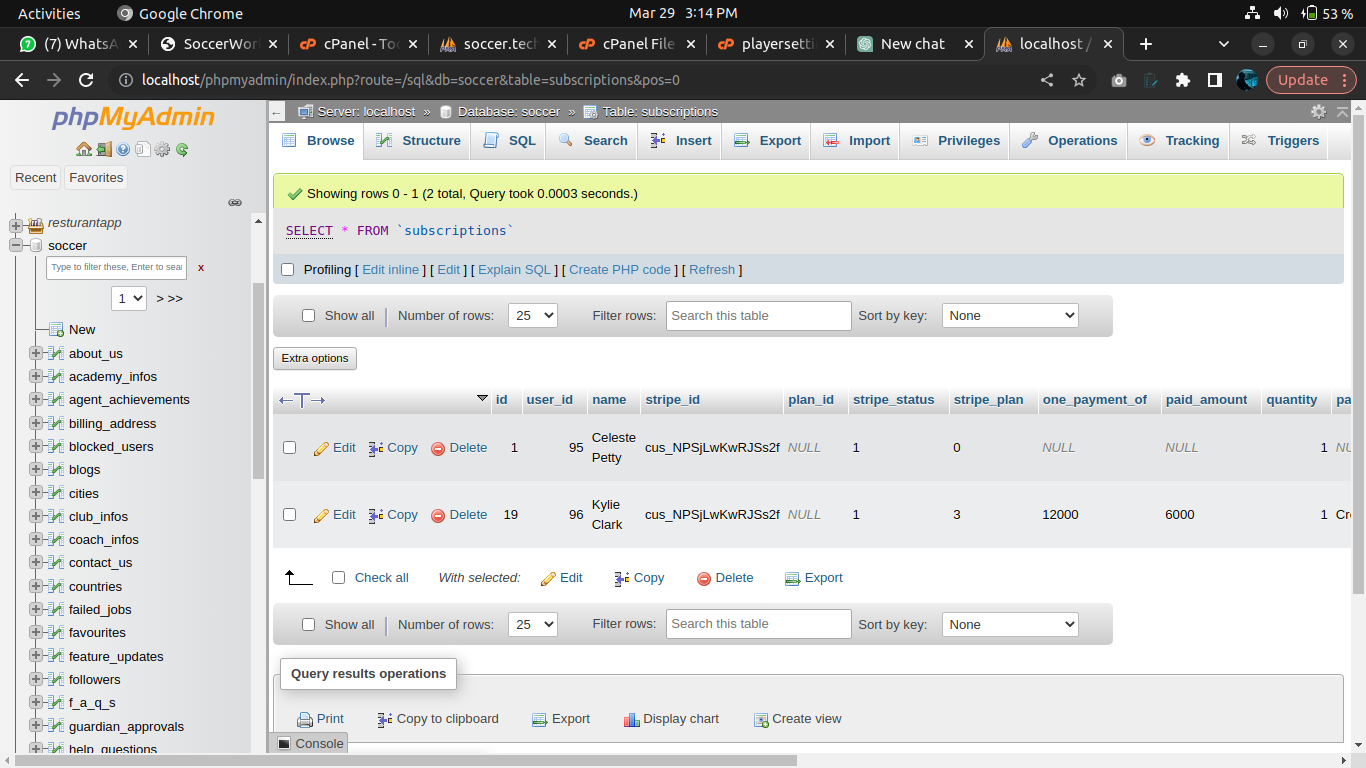 Activities Google Chrome Mar 29 3:14 PM 53 %
(7) WhatsA SoccerWor cPanel - Too soccer.tech cPanel File playersetti New chat localhost /
localhost/phpmyadmin/index.php?route=/sql&db=soccer&table=subscriptions&pos=0 Update
phpMyAdmin
Recent Favorites
resturantapp
soccer
Type to filter these, Enter to sear x
1 > >>
New
about_us
academy_infos
agent_achievements
billing_address
blocked_users
blogs
cities
club_infos
coach_infos
contact_us
countries
failed_jobs
favourites
feature_updates
followers
f_a_q_s
guardian_approvals
help_questions
Server: localhost » Database: soccer » Table: subscriptions
Browse Structure SQL Search Insert Export Import Privileges Operations Tracking Triggers
Showing rows 0 - 1 (2 total, Query took 0.0003 seconds.)
SELECT * FROM `subscriptions`
Profiling [ Edit inline ] [ Edit ] [ Explain SQL ] [ Create PHP code ] [ Refresh ]
Show all Number of rows: 25 Filter rows: Search this table Sort by key: None
Extra options
←T→ id user_id name stripe_id plan_id stripe_status stripe_plan one_payment_of paid_amount quantity pa
Edit Copy Delete 1 95 Celeste Petty cus_NPSjLwKwRJSs2f NULL 1 0 NULL NULL 1 NU
Edit Copy Delete 19 96 Kylie Clark cus_NPSjLwKwRJSs2f NULL 1 3 12000 6000 1 Cre
Check all With selected: Edit Copy Delete Export
Show all Number of rows: 25 Filter rows: Search this table Sort by key: None
Query results operations
Print Copy to clipboard Export Display chart Create view
Console